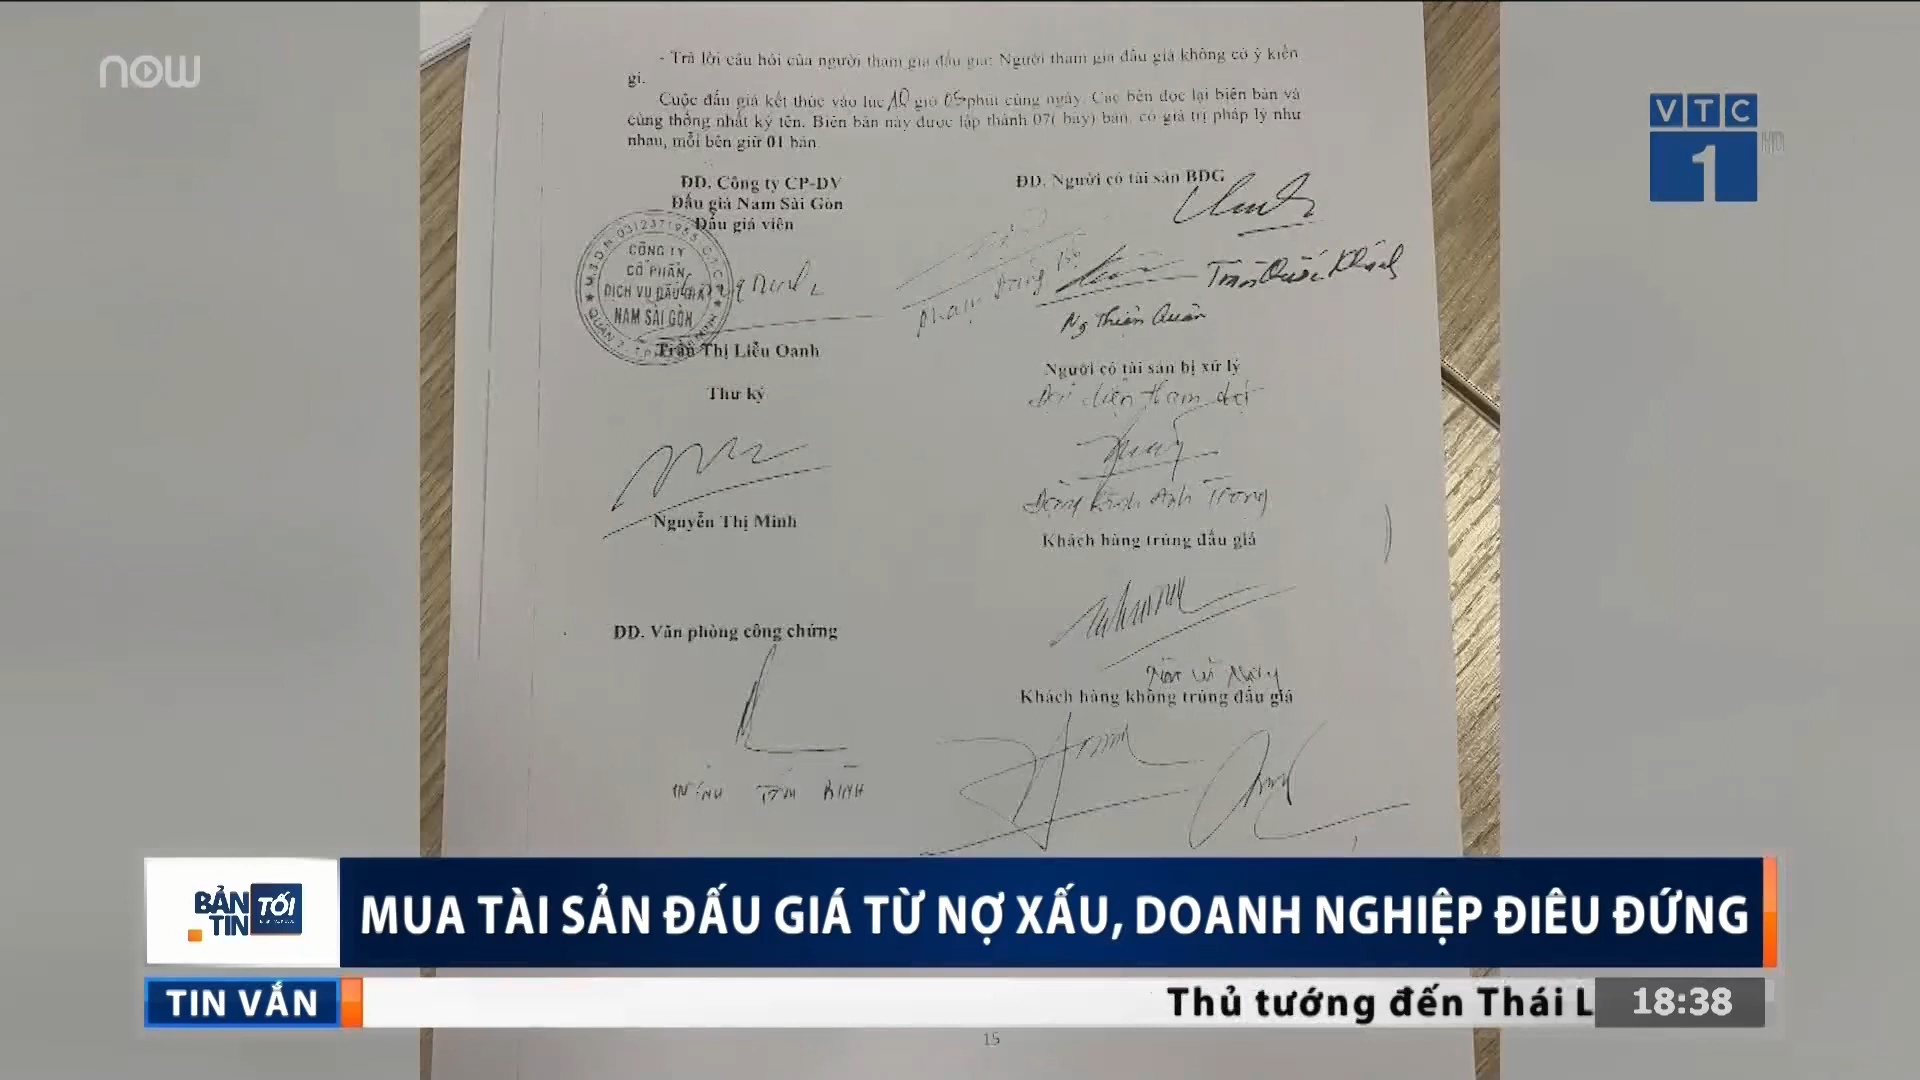 now
VTC
1
HD
- Trả lời câu hỏi của người tham gia đấu giá: Người tham gia đấu giá không có ý kiến
gì.
Cuộc đấu giá kết thúc vào lúc 10 giờ 05 phút cùng ngày. Các bên đọc lại biên bản và
cùng thống nhất ký tên. Biên bản này được lập thành 07( bảy) bản, có giá trị pháp lý như
nhau, mỗi bên giữ 01 bản.
ĐD. Công ty CP-DV
Đấu giá Nam Sài Gòn
Đấu giá viên
ĐD. Người có tài sản BĐG
CÔNG TY
CỔ PHẦN
DỊCH VỤ ĐẤU GIÁ
NAM SÀI GÒN
Trần Quốc Khánh
Ng Thiện Quân
Trần Thị Liễu Oanh
Người có tài sản bị xử lý
Thư ký
Nguyễn Thị Minh
Khách hàng trúng đấu giá
ĐD. Văn phòng công chứng
Khách hàng không trúng đấu giá
BẢN
TIN
TỐI
MUA TÀI SẢN ĐẤU GIÁ TỪ NỢ XẤU, DOANH NGHIỆP ĐIÊU ĐỨNG
TIN VẮN
Thủ tướng đến Thái L
18:38
15